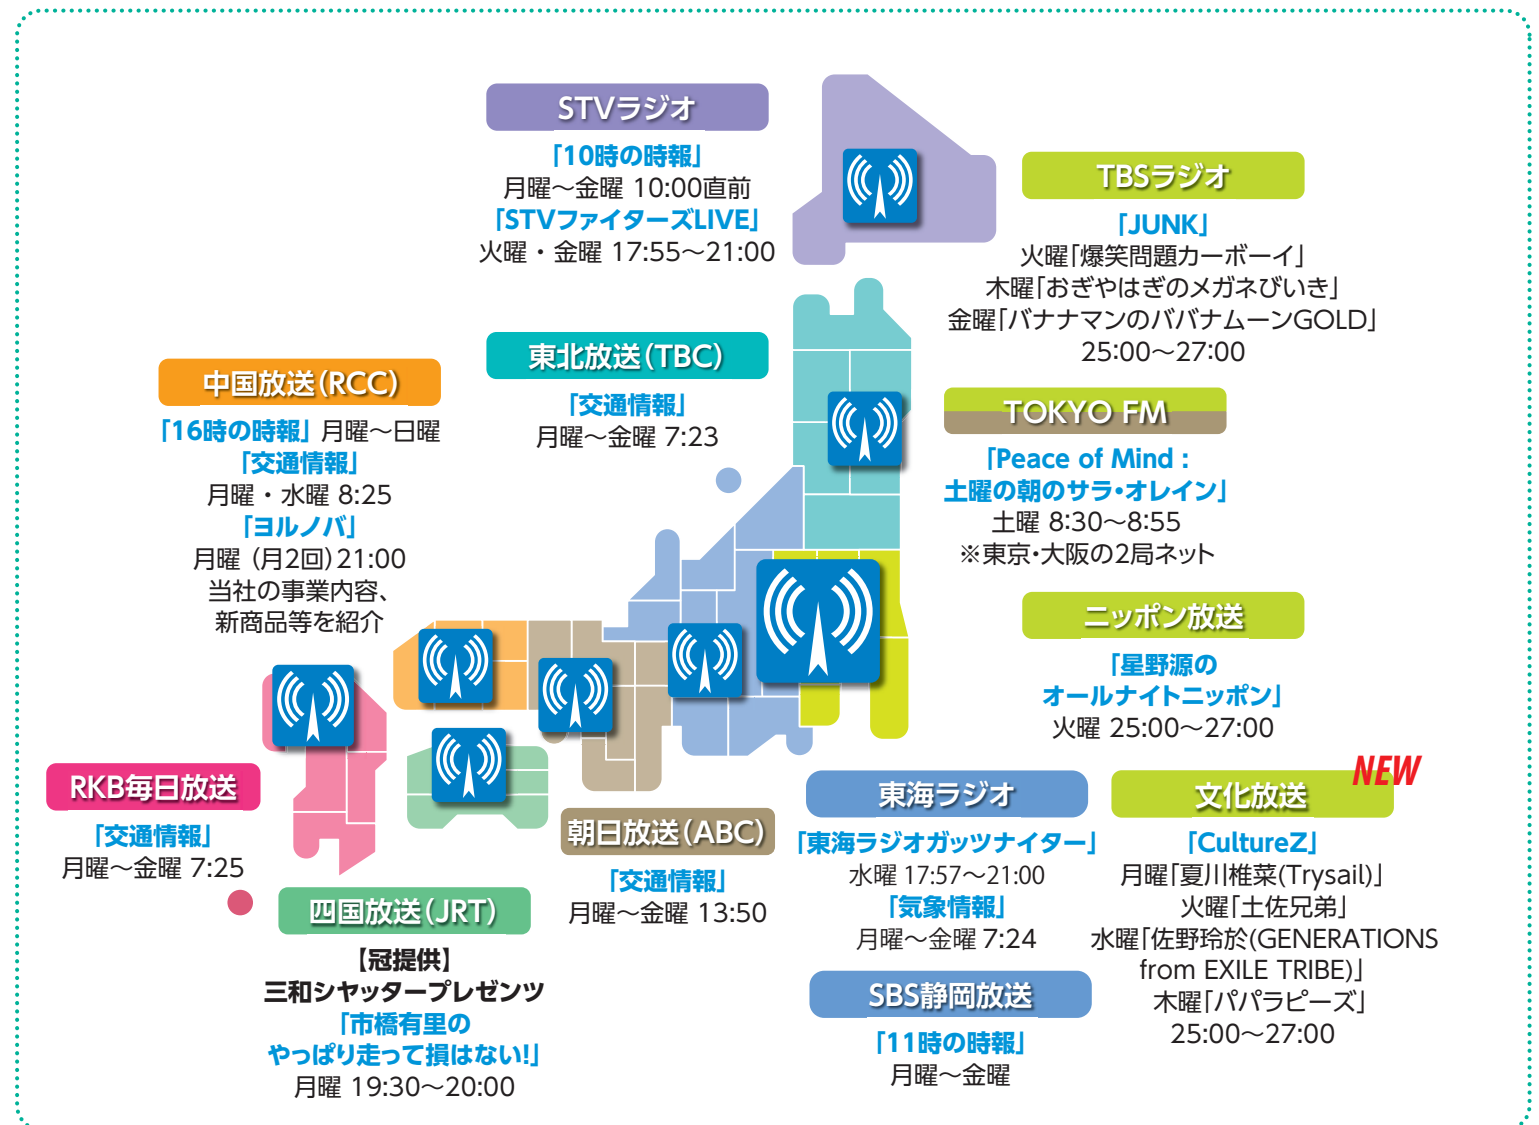 STVラジオ
「10時の時報」
月曜〜金曜 10:00直前
「STVファイターズLIVE」
火曜・金曜 17:55〜21:00
TBSラジオ
「JUNK」
火曜「爆笑問題カーボーイ」
木曜「おぎやはぎのメガネびいき」
金曜「バナナマンのバナナムーンGOLD」
25:00〜27:00
東北放送（TBC）
「交通情報」
月曜〜金曜 7:23
中国放送（RCC）
「16時の時報」 月曜〜日曜
「交通情報」
月曜・水曜 8:25
「ヨルノバ」
月曜（月2回）21:00
当社の事業内容、
新商品等を紹介
TOKYO FM
「Peace of Mind :
土曜の朝のサラ・オレイン」
土曜 8:30〜8:55
※東京・大阪の2局ネット
ニッポン放送
「星野源の
オールナイトニッポン」
火曜 25:00〜27:00
RKB毎日放送
「交通情報」
月曜〜金曜 7:25
四国放送（JRT）
【冠提供】
三和シヤッタープレゼンツ
「市橋有里の
やっぱり走って損はない!」
月曜 19:30〜20:00
朝日放送（ABC）
「交通情報」
月曜〜金曜 13:50
東海ラジオ
「東海ラジオガッツナイター」
水曜 17:57〜21:00
「気象情報」
月曜〜金曜 7:24
SBS静岡放送
「11時の時報」
月曜〜金曜
NEW
文化放送
「CultureZ」
月曜「夏川椎菜(Trysail)」
火曜「土佐兄弟」
水曜「佐野玲於(GENERATIONS
from EXILE TRIBE)」
木曜「パパラピーズ」
25:00〜27:00